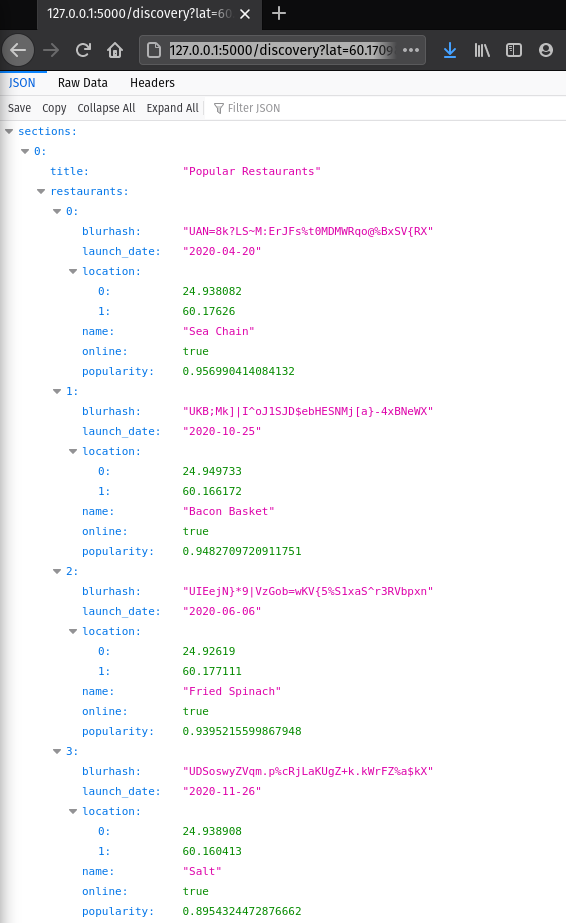 127.0.0.1:5000/discovery?lat=60
127.0.0.1:5000/discovery?lat=60.1709
JSON Raw Data Headers
Save Copy Collapse All Expand All Filter JSON
sections:
0:
title: "Popular Restaurants"
restaurants:
0:
blurhash: "UAN=8k?LS~M:ErJFs%t0MDMWRqo@%BxSV{RX"
launch_date: "2020-04-20"
location:
0: 24.938082
1: 60.17626
name: "Sea Chain"
online: true
popularity: 0.956990414084132
1:
blurhash: "UKB;Mk]|I^oJ1SJD$ebHESNMj[a}-4xBNeWX"
launch_date: "2020-10-25"
location:
0: 24.949733
1: 60.166172
name: "Bacon Basket"
online: true
popularity: 0.9482709720911751
2:
blurhash: "UIEejN}*9|VzGob=wKV{5%S1xaS^r3RVbpxn"
launch_date: "2020-06-06"
location:
0: 24.92619
1: 60.177111
name: "Fried Spinach"
online: true
popularity: 0.9395215599867948
3:
blurhash: "UDSoswyZVqm.p%cRjLaKUgZ+k.kWrFZ%a$kX"
launch_date: "2020-11-26"
location:
0: 24.938908
1: 60.160413
name: "Salt"
online: true
popularity: 0.8954324472876662